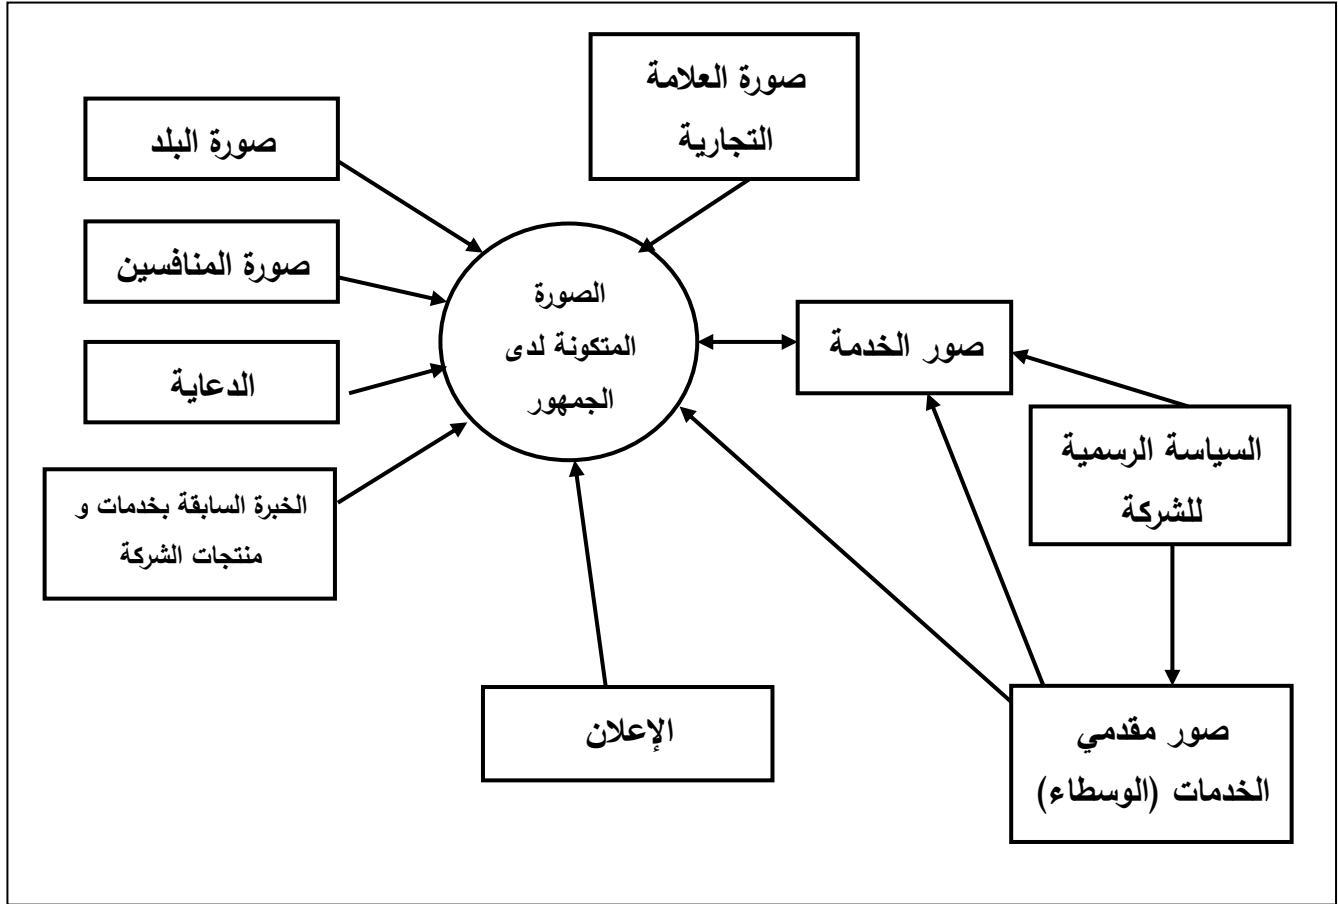 صورة العلامة
التجارية
صورة البلد
صورة المنافسين
الصورة
المتكونة لدى
الجمهور
صور الخدمة
الدعاية
السياسة الرسمية
للشركة
الخبرة السابقة بخدمات و
منتجات الشركة
الإعلان
صور مقدمي
الخدمات (الوسطاء)